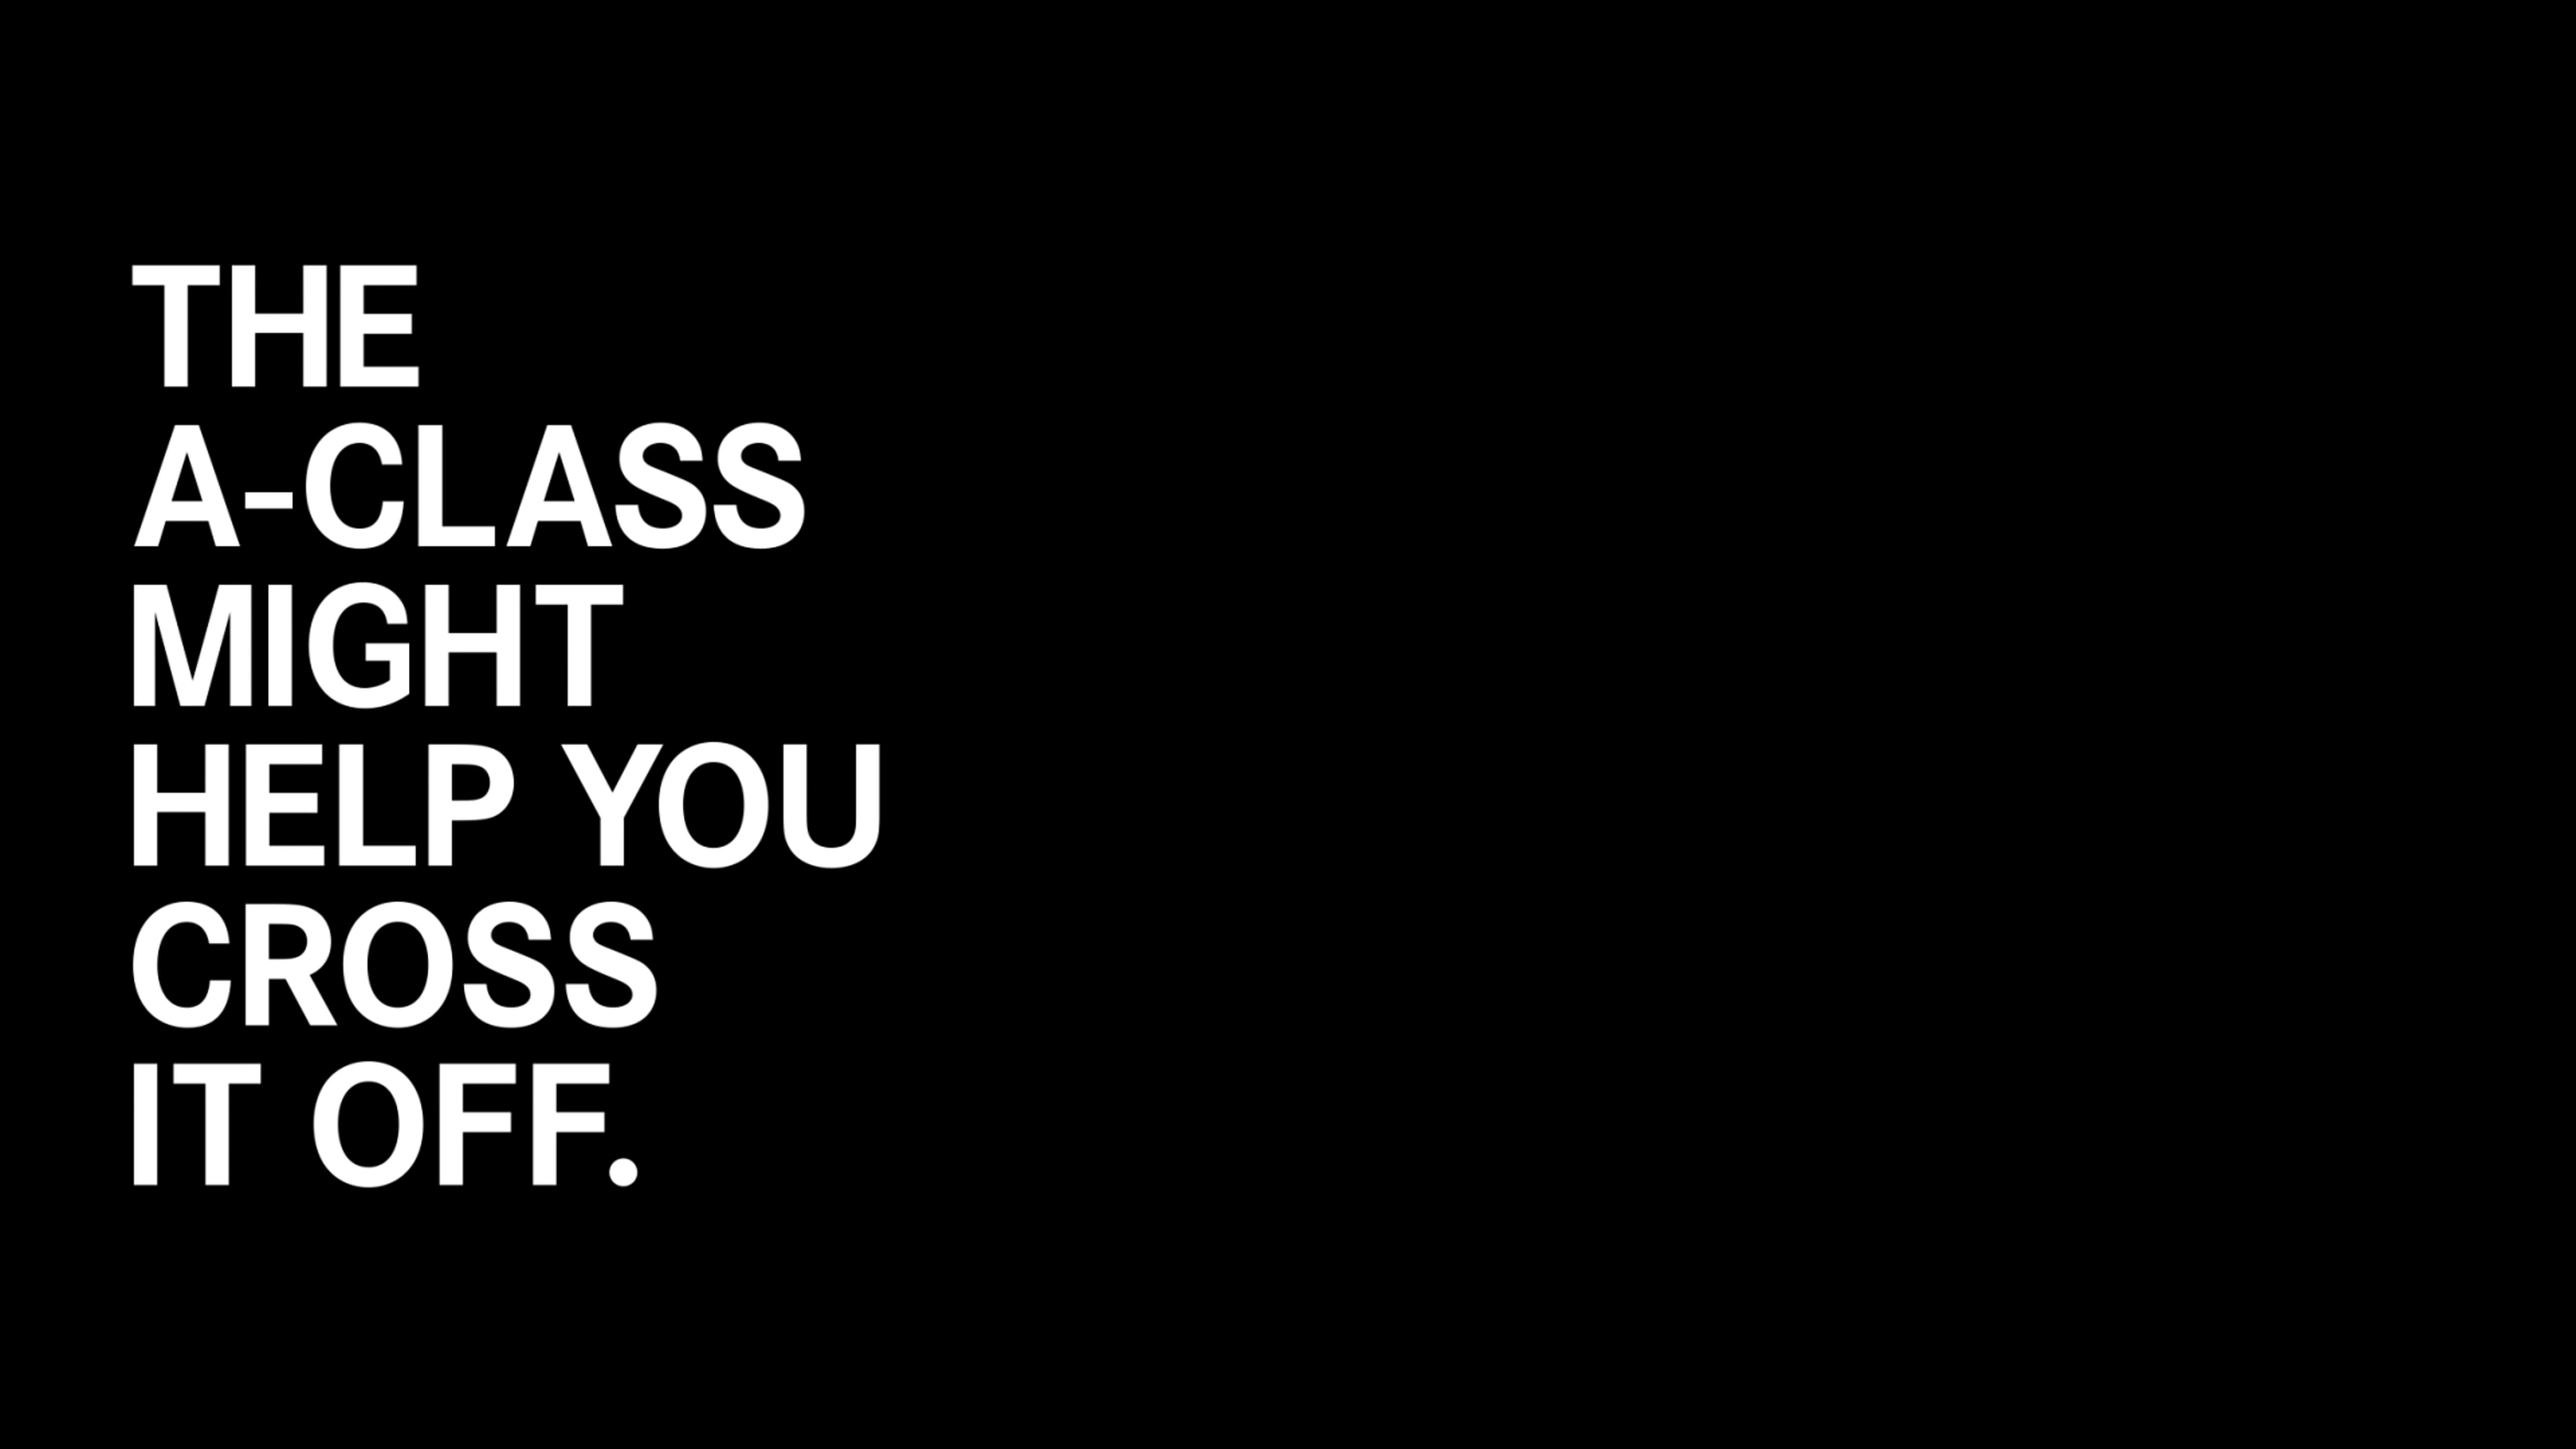 THE
A-CLASS
MIGHT
HELP YOU
CROSS
IT OFF.